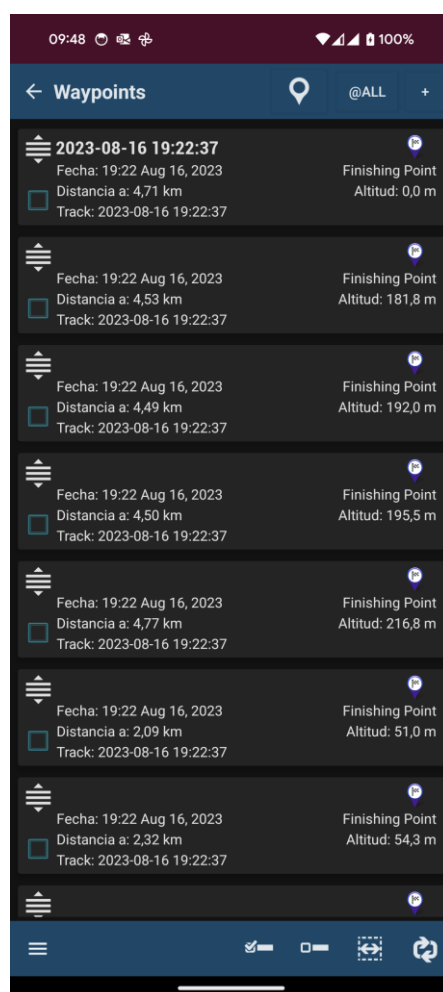 09:48 100%
Waypoints @ALL +
2023-08-16 19:22:37
Fecha: 19:22 Aug 16, 2023 Finishing Point
Distancia a: 4,71 km Altitud: 0,0 m
Track: 2023-08-16 19:22:37
Fecha: 19:22 Aug 16, 2023 Finishing Point
Distancia a: 4,53 km Altitud: 181,8 m
Track: 2023-08-16 19:22:37
Fecha: 19:22 Aug 16, 2023 Finishing Point
Distancia a: 4,49 km Altitud: 192,0 m
Track: 2023-08-16 19:22:37
Fecha: 19:22 Aug 16, 2023 Finishing Point
Distancia a: 4,50 km Altitud: 195,5 m
Track: 2023-08-16 19:22:37
Fecha: 19:22 Aug 16, 2023 Finishing Point
Distancia a: 4,77 km Altitud: 216,8 m
Track: 2023-08-16 19:22:37
Fecha: 19:22 Aug 16, 2023 Finishing Point
Distancia a: 2,09 km Altitud: 51,0 m
Track: 2023-08-16 19:22:37
Fecha: 19:22 Aug 16, 2023 Finishing Point
Distancia a: 2,32 km Altitud: 54,3 m
Track: 2023-08-16 19:22:37